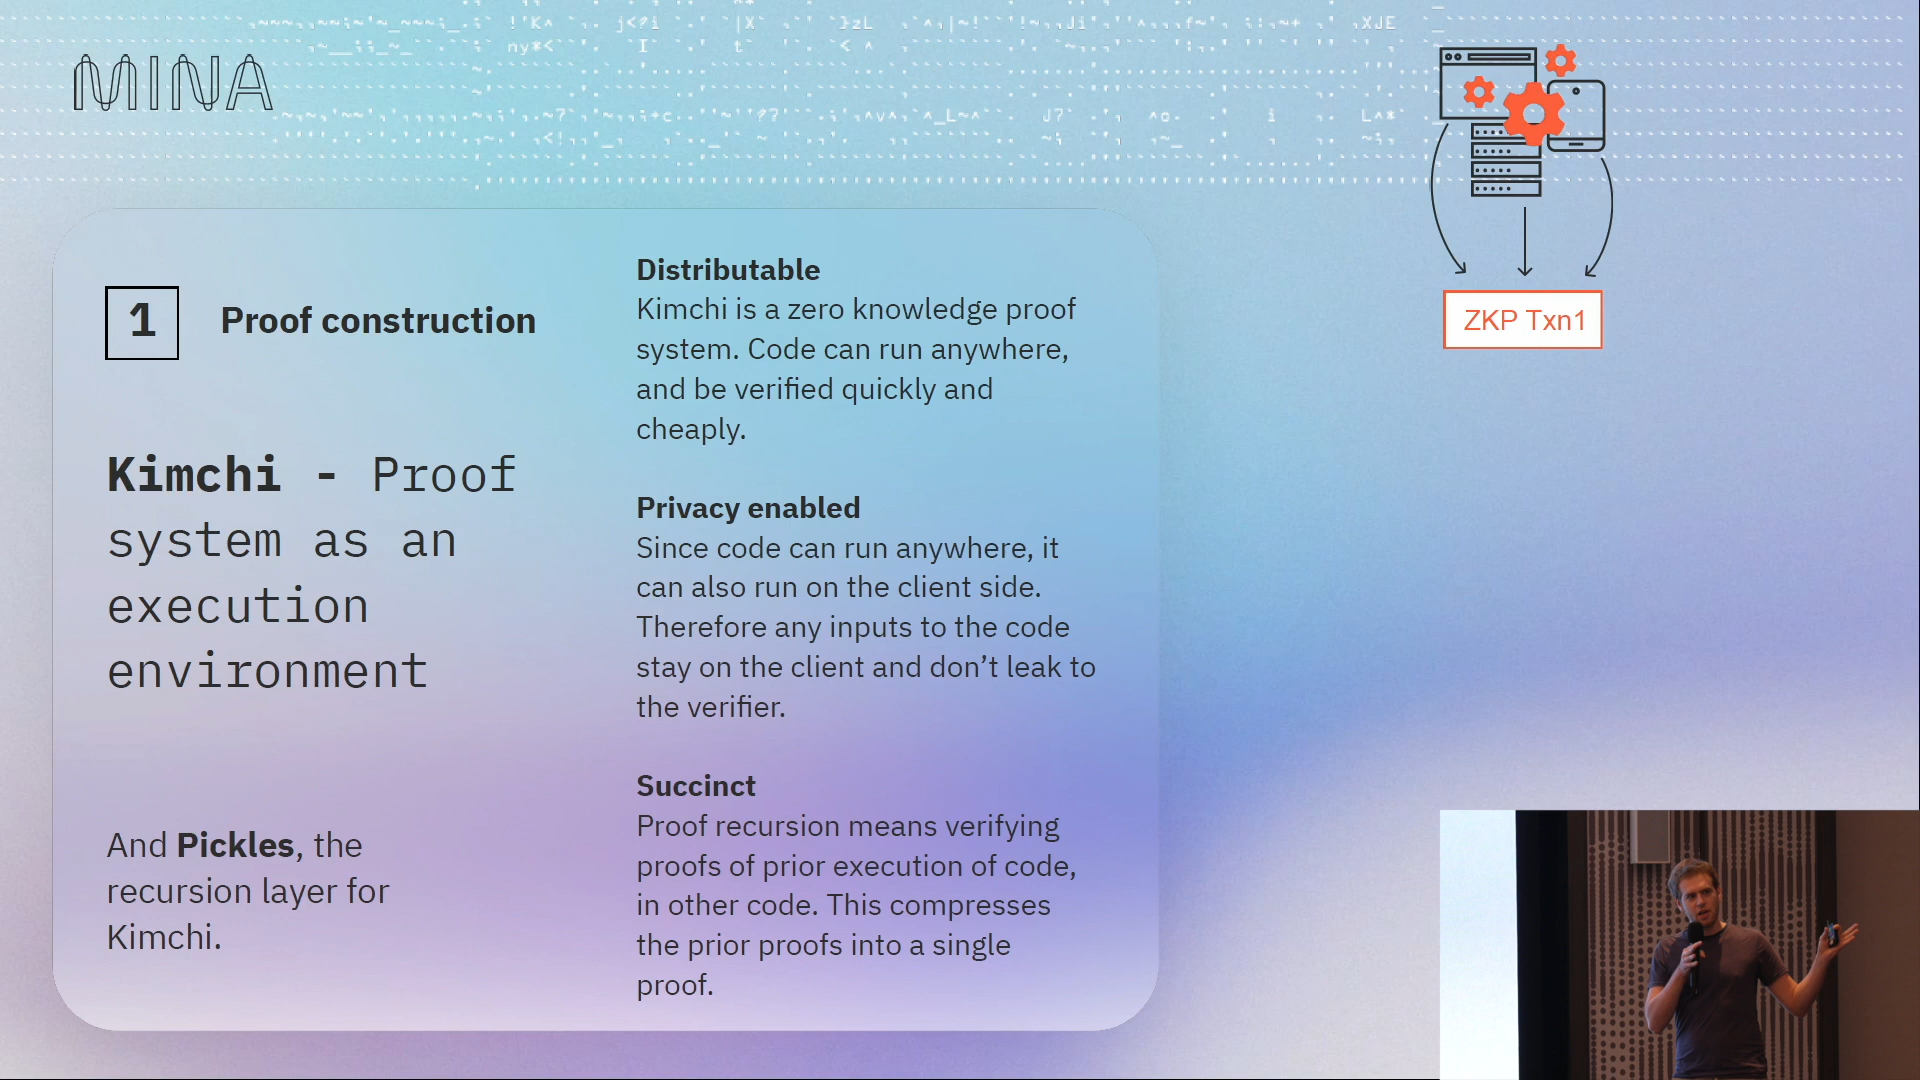 MINA
1
Proof construction
Kimchi - Proof
system as an
execution
environment
And Pickles, the
recursion layer for
Kimchi.
Distributable
Kimchi is a zero knowledge proof
system. Code can run anywhere,
and be verified quickly and
cheaply.
Privacy enabled
Since code can run anywhere, it
can also run on the client side.
Therefore any inputs to the code
stay on the client and don’t leak to
the verifier.
Succinct
Proof recursion means verifying
proofs of prior execution of code,
in other code. This compresses
the prior proofs into a single
proof.
ZKP Txn1